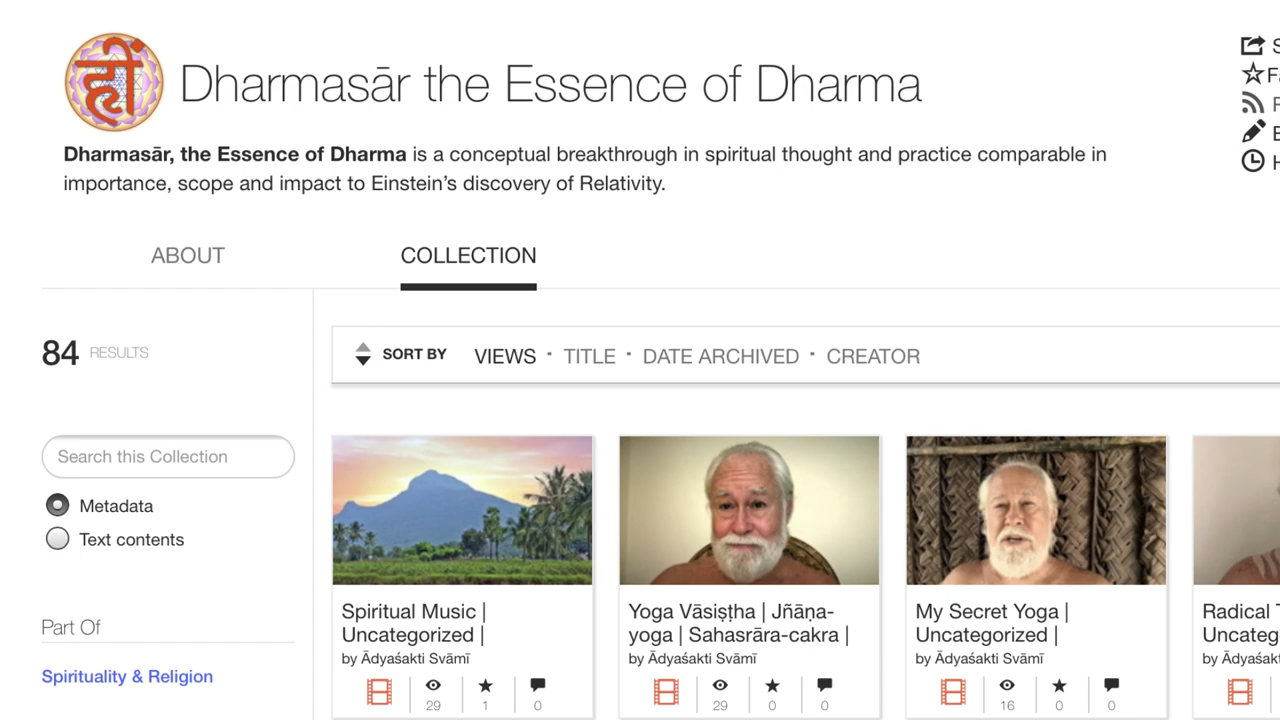 ह्रीं
Dharmasār the Essence of Dharma
Dharmasār, the Essence of Dharma is a conceptual breakthrough in spiritual thought and practice comparable in
importance, scope and impact to Einstein’s discovery of Relativity.
ABOUT
COLLECTION
84 RESULTS
SORT BY VIEWS · TITLE · DATE ARCHIVED · CREATOR
Search this Collection
Metadata
Text contents
Part Of
Spirituality & Religion
Spiritual Music |
Uncategorized |
by Ādyaśakti Svāmī
29 1 0
Yoga Vāsiṣṭha | Jñāṇa-
yoga | Sahasrāra-cakra |
by Ādyaśakti Svāmī
29 0 0
My Secret Yoga |
Uncategorized |
by Ādyaśakti Svāmī
16 0 0
Radical
by